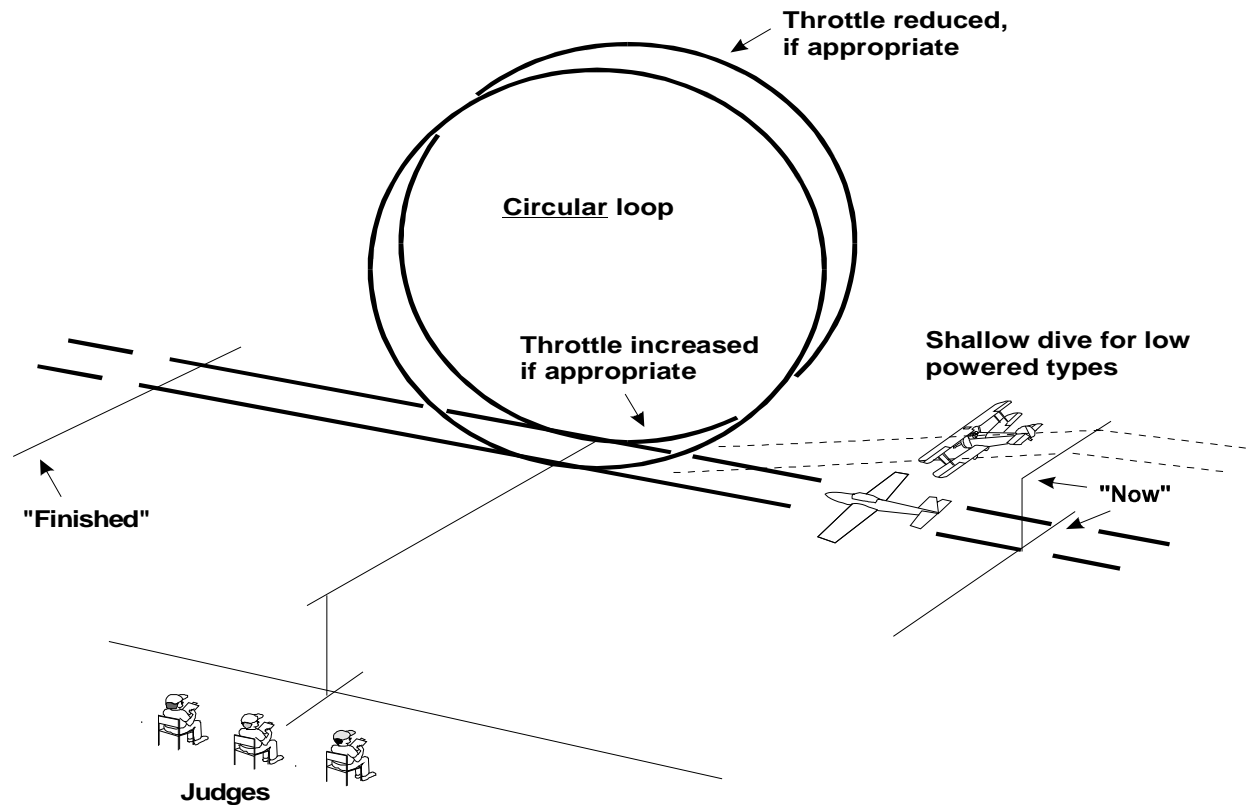 Throttle reduced,
if appropriate
Circular loop
Throttle increased
if appropriate
Shallow dive for low
powered types
"Now"
"Finished"
Judges